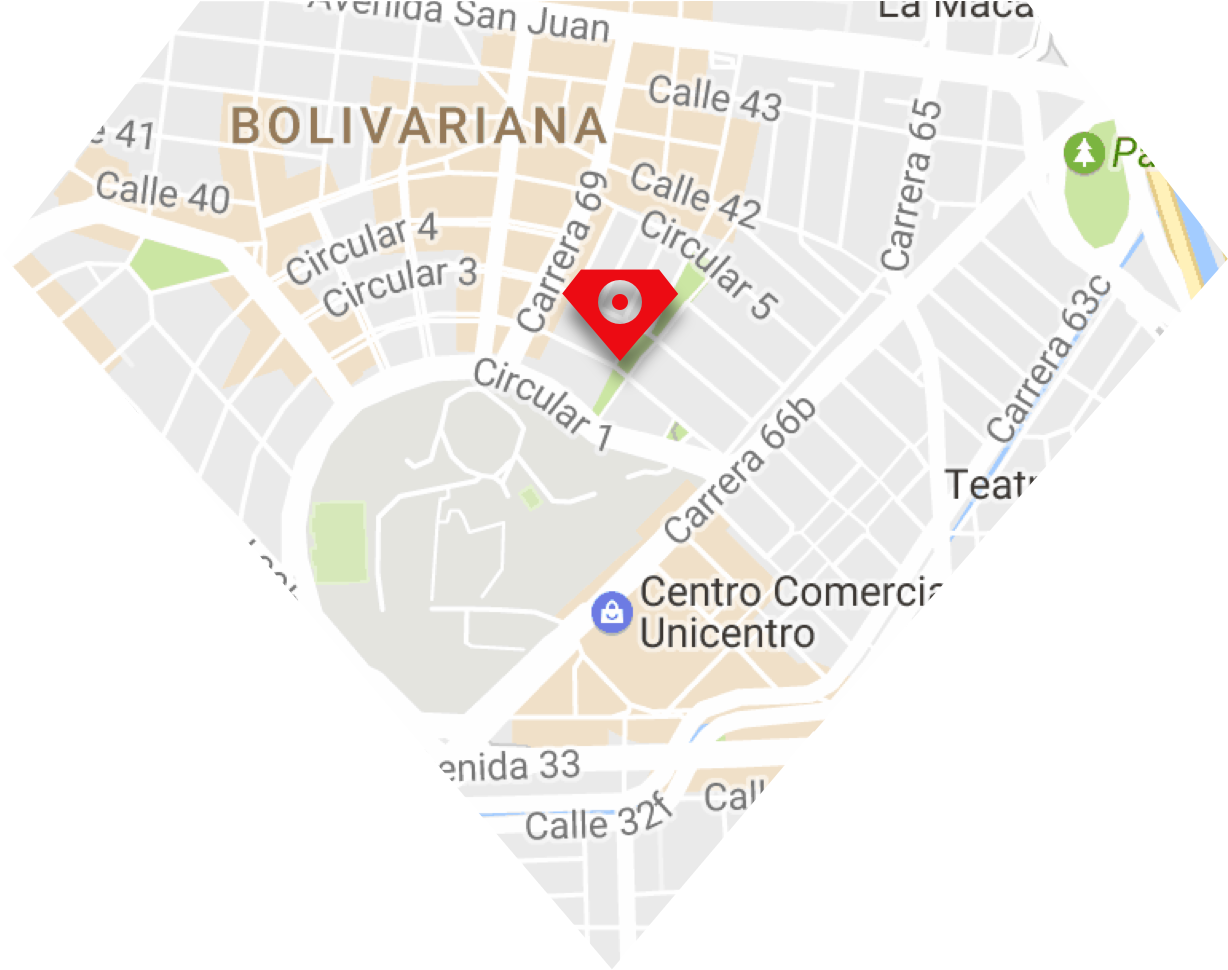 Avenida San Juan
La Maca
Calle 43
e 41
BOLIVARIANA
Carrera 65
Pa
Calle 40
Calle 42
Carrera 69
Circular 4
Circular 5
Circular 3
Carrera 63c
Circular 1
Carrera 66b
Teatr
Centro Comercia
Unicentro
enida 33
Calle 32f
Call